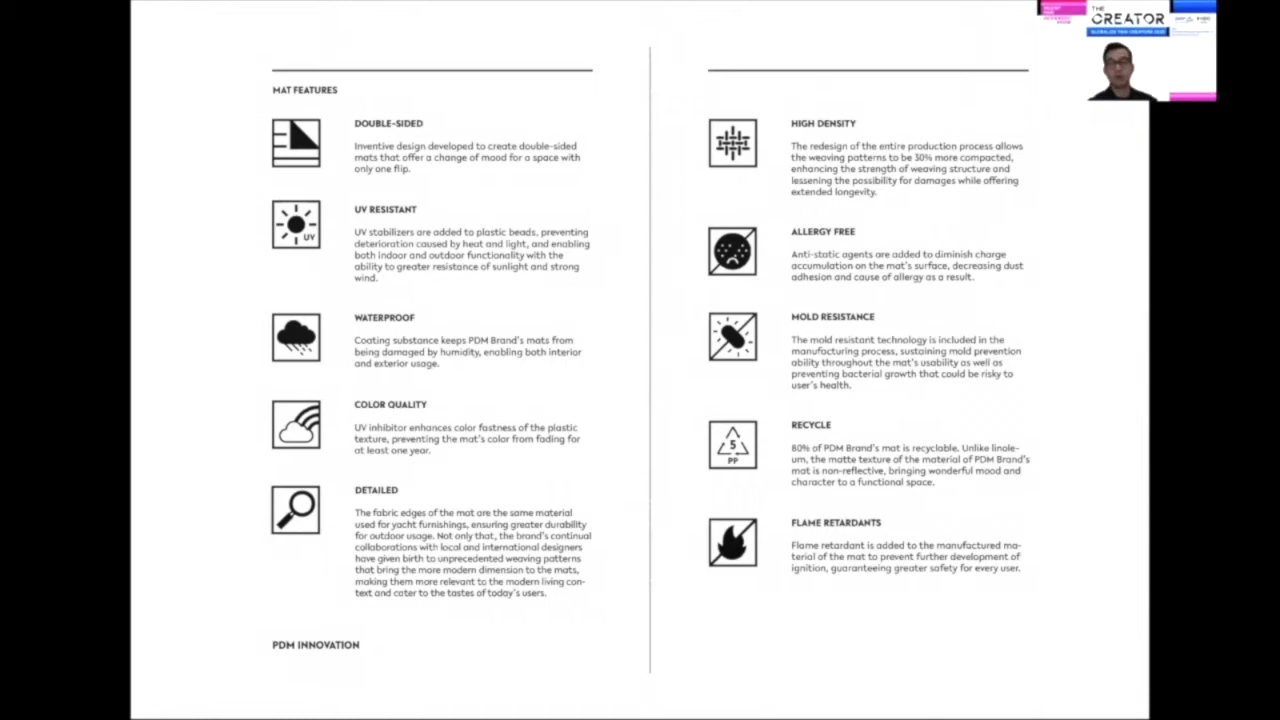 THE
CREATOR
MAT FEATURES
DOUBLE-SIDED
Inventive design developed to create double-sided
mats that offer a change of mood for a space with
only one flip.
UV
UV RESISTANT
UV stabilizers are added to plastic beads, preventing
deterioration caused by heat and light, and enabling
both indoor and outdoor functionality with the
ability to greater resistance of sunlight and strong
wind.
WATERPROOF
Coating substance keeps PDM Brand's mats from
being damaged by humidity, enabling both interior
and exterior usage.
COLOR QUALITY
UV inhibitor enhances color fastness of the plastic
texture, preventing the mat's color from fading for
at least one year.
DETAILED
The fabric edges of the mat are the same material
used for yacht furnishings, ensuring greater durability
for outdoor usage. Not only that, the brand's continual
collaborations with local and international designers
have given birth to unprecedented weaving patterns
that bring the more modern dimension to the mats,
making them more relevant to the modern living con-
text and cater to the tastes of today's users.
PDM INNOVATION
HIGH DENSITY
The redesign of the entire production process allows
the weaving patterns to be 30% more compacted,
enhancing the strength of weaving structure and
lessening the possibility for damages while offering
extended longevity.
ALLERGY FREE
Anti-static agents are added to diminish charge
accumulation on the mat's surface, decreasing dust
adhesion and cause of allergy as a result.
MOLD RESISTANCE
The mold resistant technology is included in the
manufacturing process, sustaining mold prevention
ability throughout the mat's usability as well as
preventing bacterial growth that could be risky to
user's health.
5
PP
RECYCLE
80% of PDM Brand's mat is recyclable. Unlike linole-
um, the matte texture of the material of PDM Brand's
mat is non-reflective, bringing wonderful mood and
character to a functional space.
FLAME RETARDANTS
Flame retardant is added to the manufactured ma-
terial of the mat to prevent further development of
ignition, guaranteeing greater safety for every user.